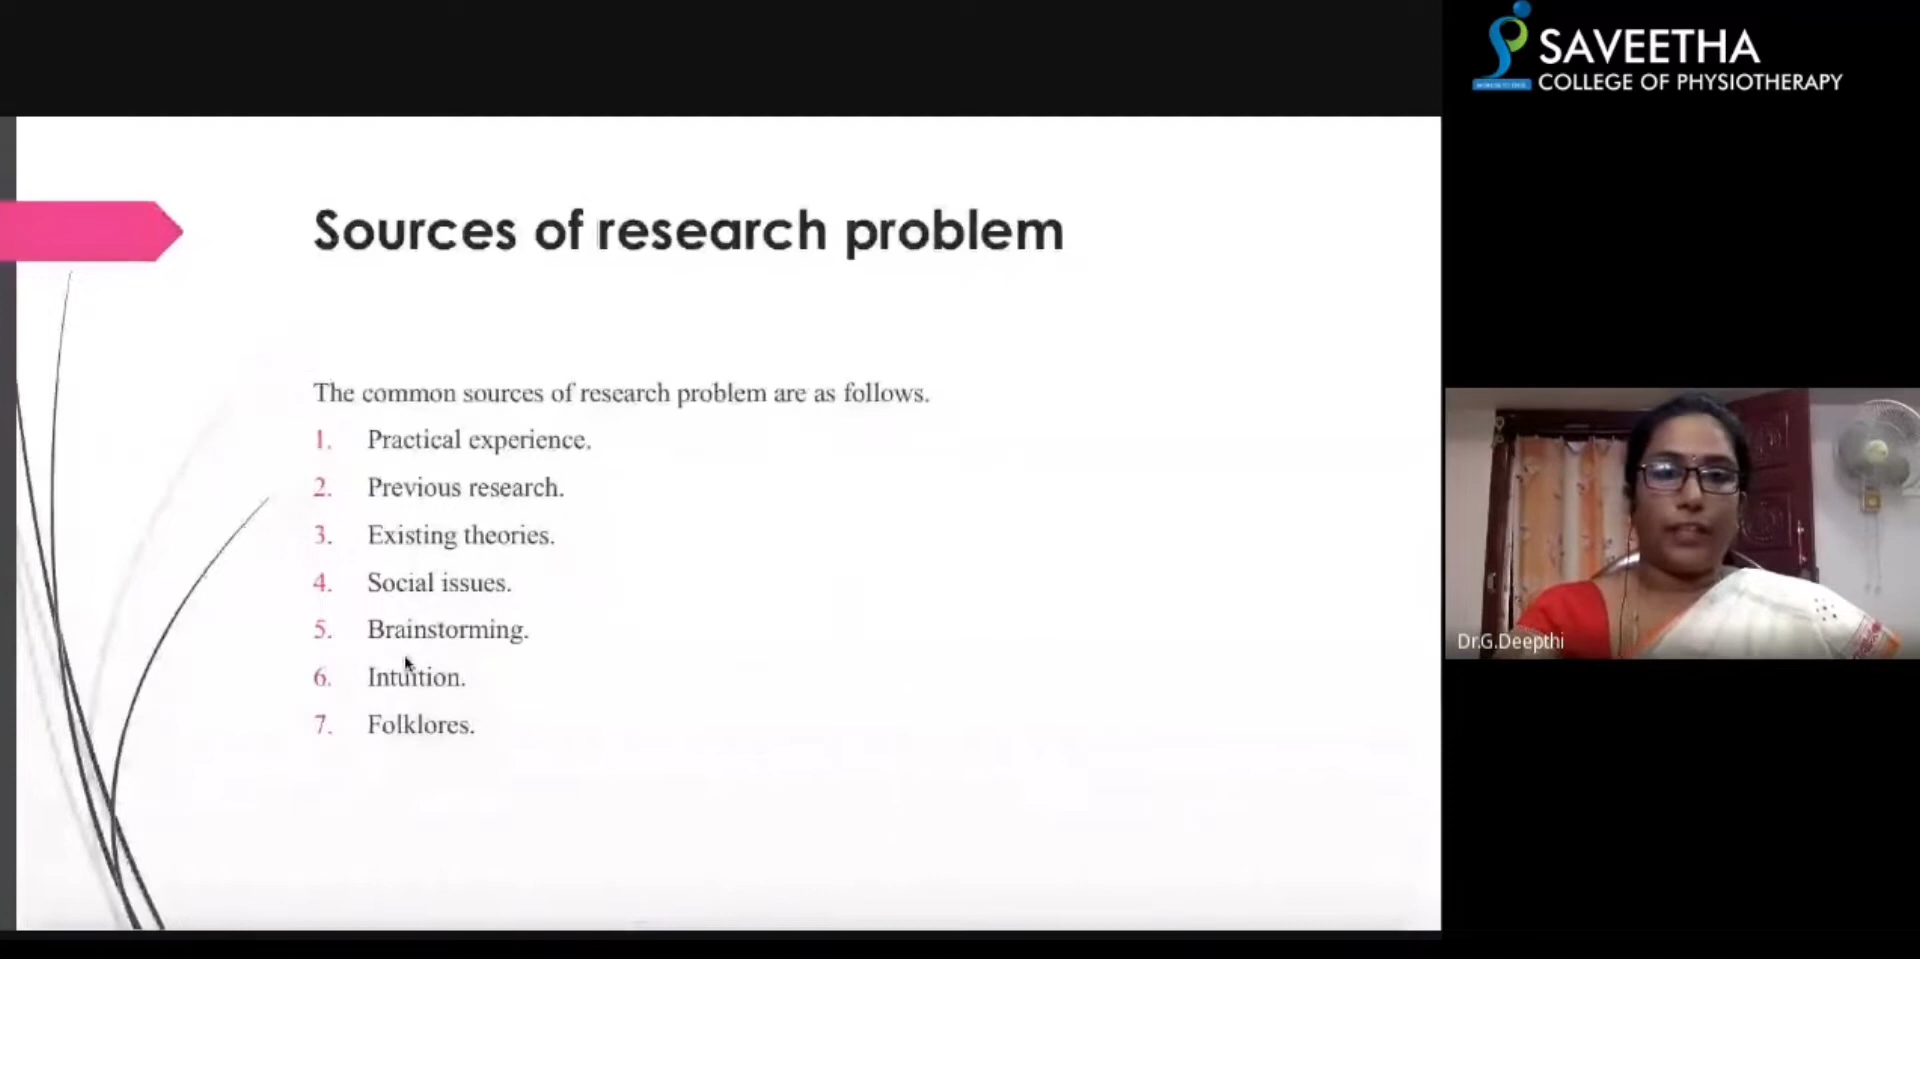 SAVEETHA
COLLEGE OF PHYSIOTHERAPY
Sources of research problem
The common sources of research problem are as follows.
1. Practical experience.
2. Previous research.
3. Existing theories.
4. Social issues.
5. Brainstorming.
6. Intuition.
7. Folklores.
Dr.G.Deepthi